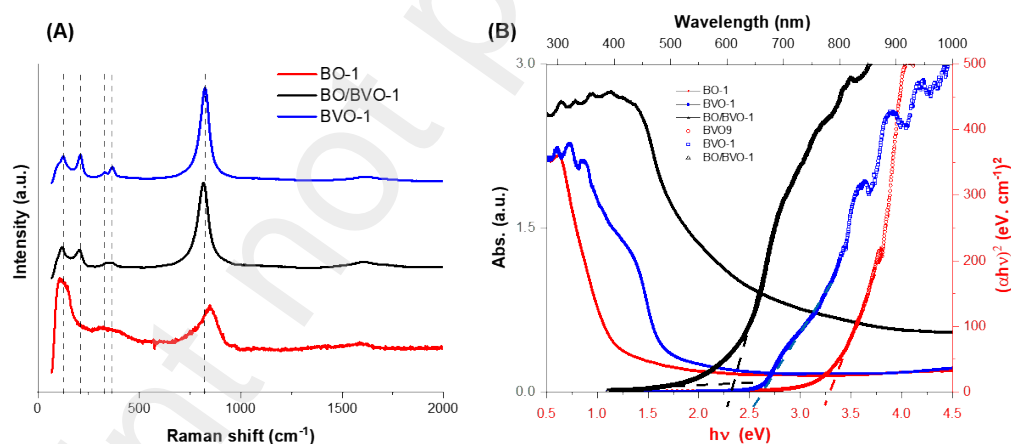 (A)
BO-1
BO/BVO-1
BVO-1
Intensity (a.u.)
0 500 1000 1500 2000
Raman shift (cm⁻¹)
(B)
Wavelength (nm)
300 400 500 600 700 800 900 1000
BO-1
BVO-1
BO/BVO-1
BVO9
BVO-1
BO/BVO-1
Abs. (a.u.)
3.0
1.5
0.0
500
400
300
200
100
0
(αhν)² (eV. cm⁻¹)²
0.5 1.0 1.5 2.0 2.5 3.0 3.5 4.0 4.5
hν (eV)